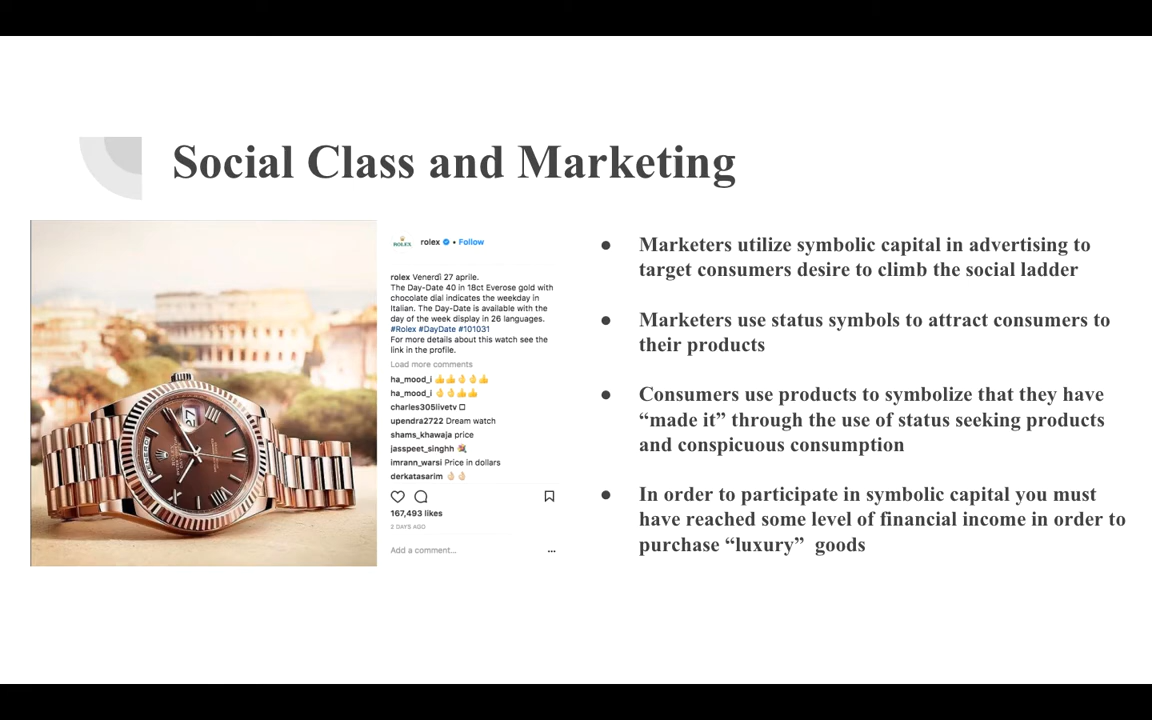 Social Class and Marketing
ROLEX
rolex • Follow
rolex Venerdì 27 aprile.
The Day-Date 40 in 18ct Everose gold with
chocolate dial indicates the weekday in
Italian. The Day-Date is available with the
day of the week display in 26 languages.
#Rolex #DayDate #101031
For more details about this watch see the
link in the profile.
Load more comments
ha_mood_i 👍👍👌👌👍
ha_mood_i 👌👌👍👍
charles305livetv
upendra2722 Dream watch
shams_khawaja price
jasspeet_singhh
imrann_warsi Price in dollars
derkatasarim 👌👌
167,493 likes
2 DAYS AGO
Add a comment...
VENERDI
27
ROLEX
● Marketers utilize symbolic capital in advertising to
target consumers desire to climb the social ladder
● Marketers use status symbols to attract consumers to
their products
● Consumers use products to symbolize that they have
“made it” through the use of status seeking products
and conspicuous consumption
● In order to participate in symbolic capital you must
have reached some level of financial income in order to
purchase “luxury” goods